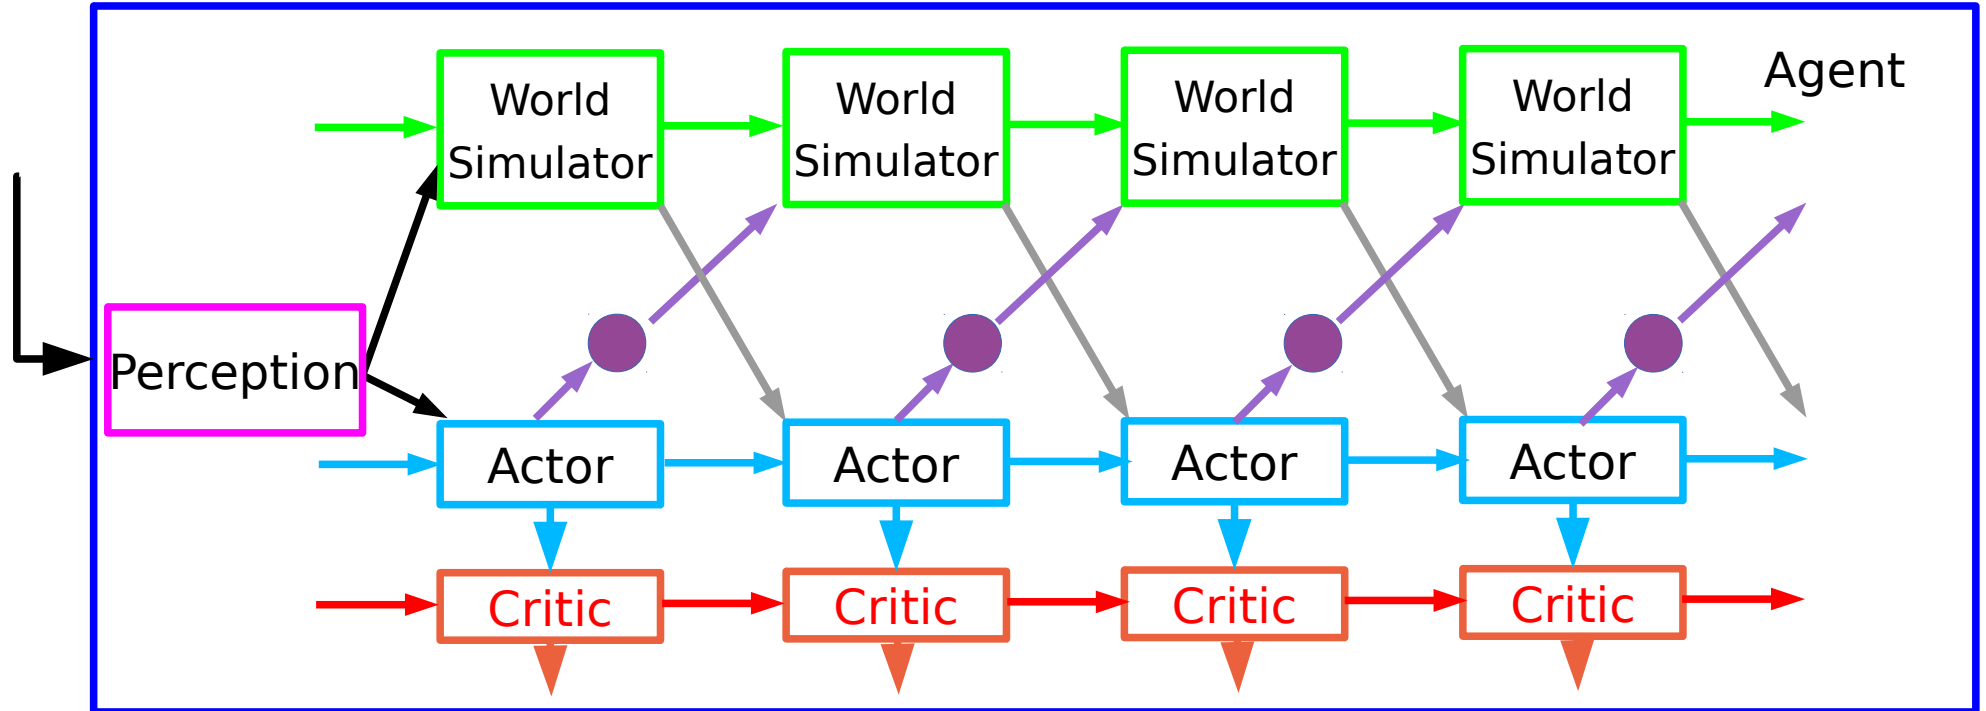 Agent
World
Simulator
World
Simulator
World
Simulator
World
Simulator
Perception
Actor
Actor
Actor
Actor
Critic
Critic
Critic
Critic